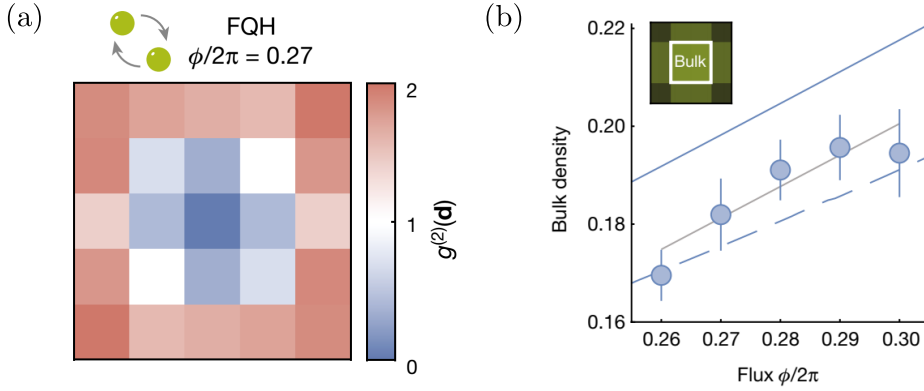 (a)
FQH
ϕ/2π = 0.27
2
1
0
g⁽²⁾(d)
(b)
Bulk
0.22
0.20
0.18
0.16
Bulk density
0.26 0.27 0.28 0.29 0.30
Flux ϕ/2π